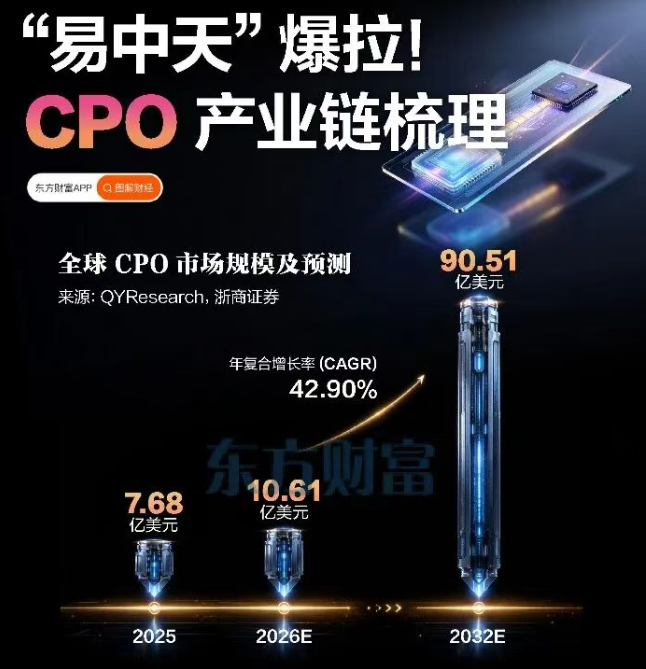 “易中天”爆拉!
CPO 产业链梳理
东方财富APP 图解财经
全球 CPO 市场规模及预测
来源: QYResearch, 浙商证券
90.51
亿美元
年复合增长率 (CAGR)
42.90%
东方财富
7.68
亿美元
10.61
亿美元
2025 2026E 2032E